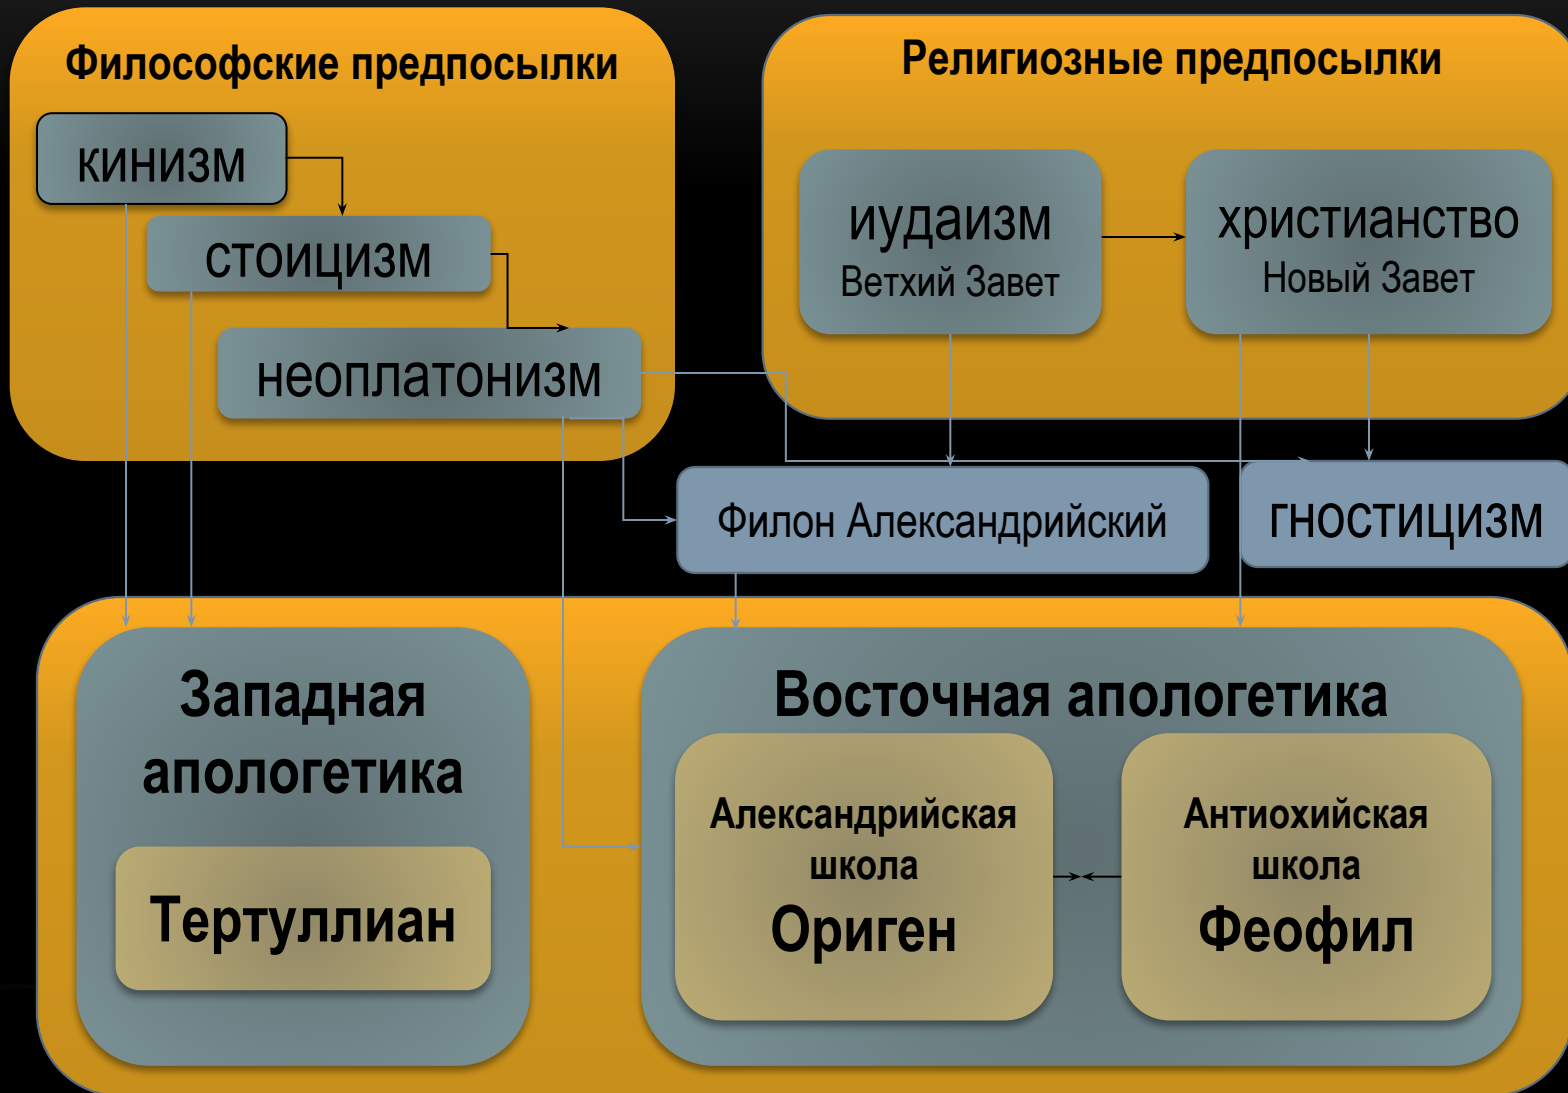 Философские предпосылки
кинизм
стоицизм
неоплатонизм
Религиозные предпосылки
иудаизм
Ветхий Завет
христианство
Новый Завет
Филон Александрийский
гностицизм
Западная
апологетика
Тертуллиан
Восточная апологетика
Александрийская
школа
Ориген
Антиохийская
школа
Феофил